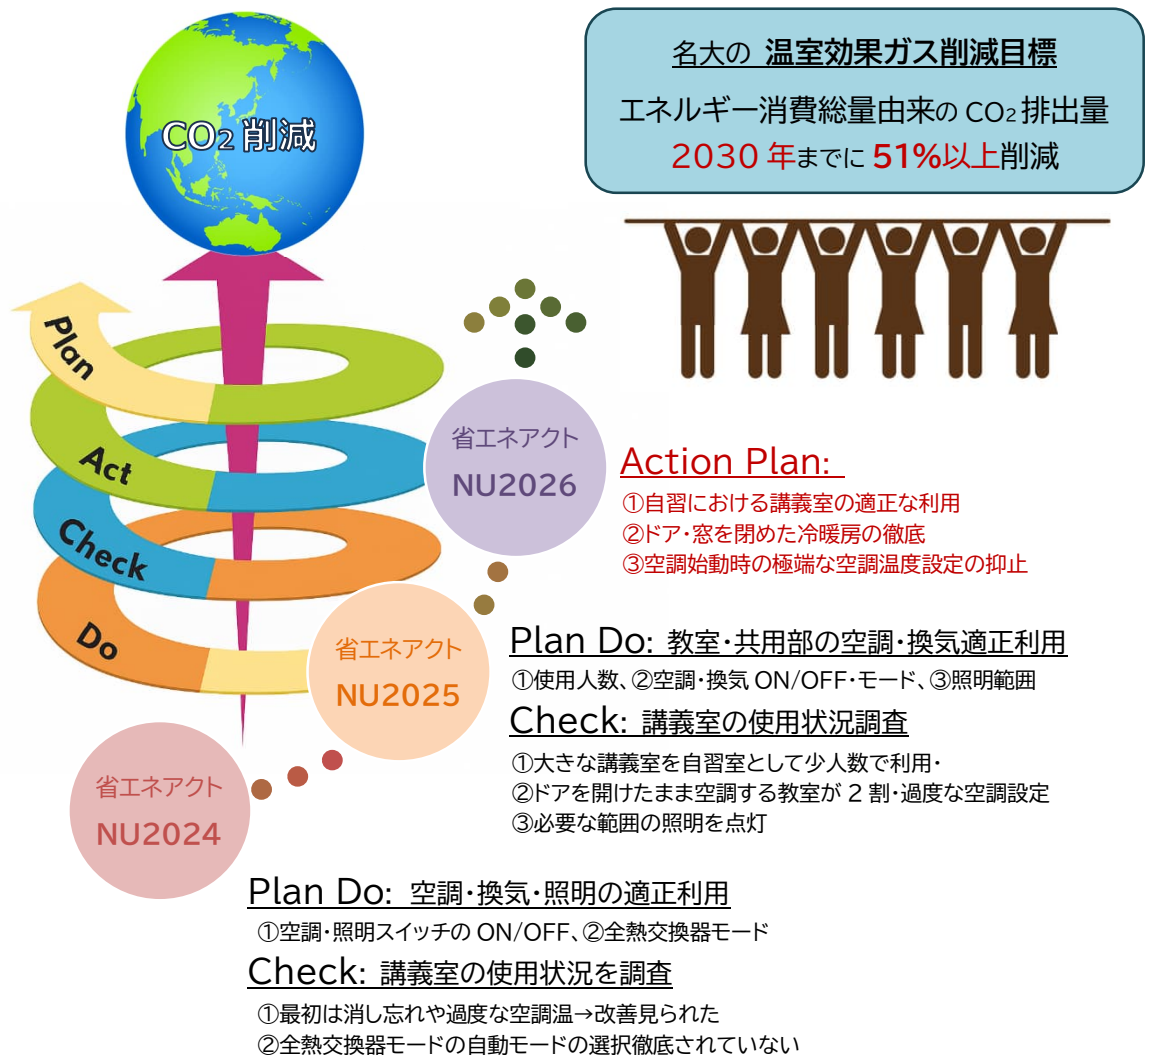 名大の 温室効果ガス削減目標
エネルギー消費総量由来の CO₂ 排出量
2030 年までに 51%以上削減
CO₂ 削減
Plan
Act
Check
Do
省エネアクト
NU2026
Action Plan:
①自習における講義室の適正な利用
②ドア・窓を閉めた冷暖房の徹底
③空調始動時の極端な空調温度設定の抑止
省エネアクト
NU2025
Plan Do: 教室・共用部の空調・換気適正利用
①使用人数、②空調・換気 ON/OFF・モード、③照明範囲
Check: 講義室の使用状況調査
①大きな講義室を自習室として少人数で利用・
②ドアを開けたまま空調する教室が 2 割・過度な空調設定
③必要な範囲の照明を点灯
省エネアクト
NU2024
Plan Do: 空調・換気・照明の適正利用
①空調・照明スイッチの ON/OFF、②全熱交換器モード
Check: 講義室の使用状況を調査
①最初は消し忘れや過度な空調温→改善見られた
②全熱交換器モードの自動モードの選択徹底されていない